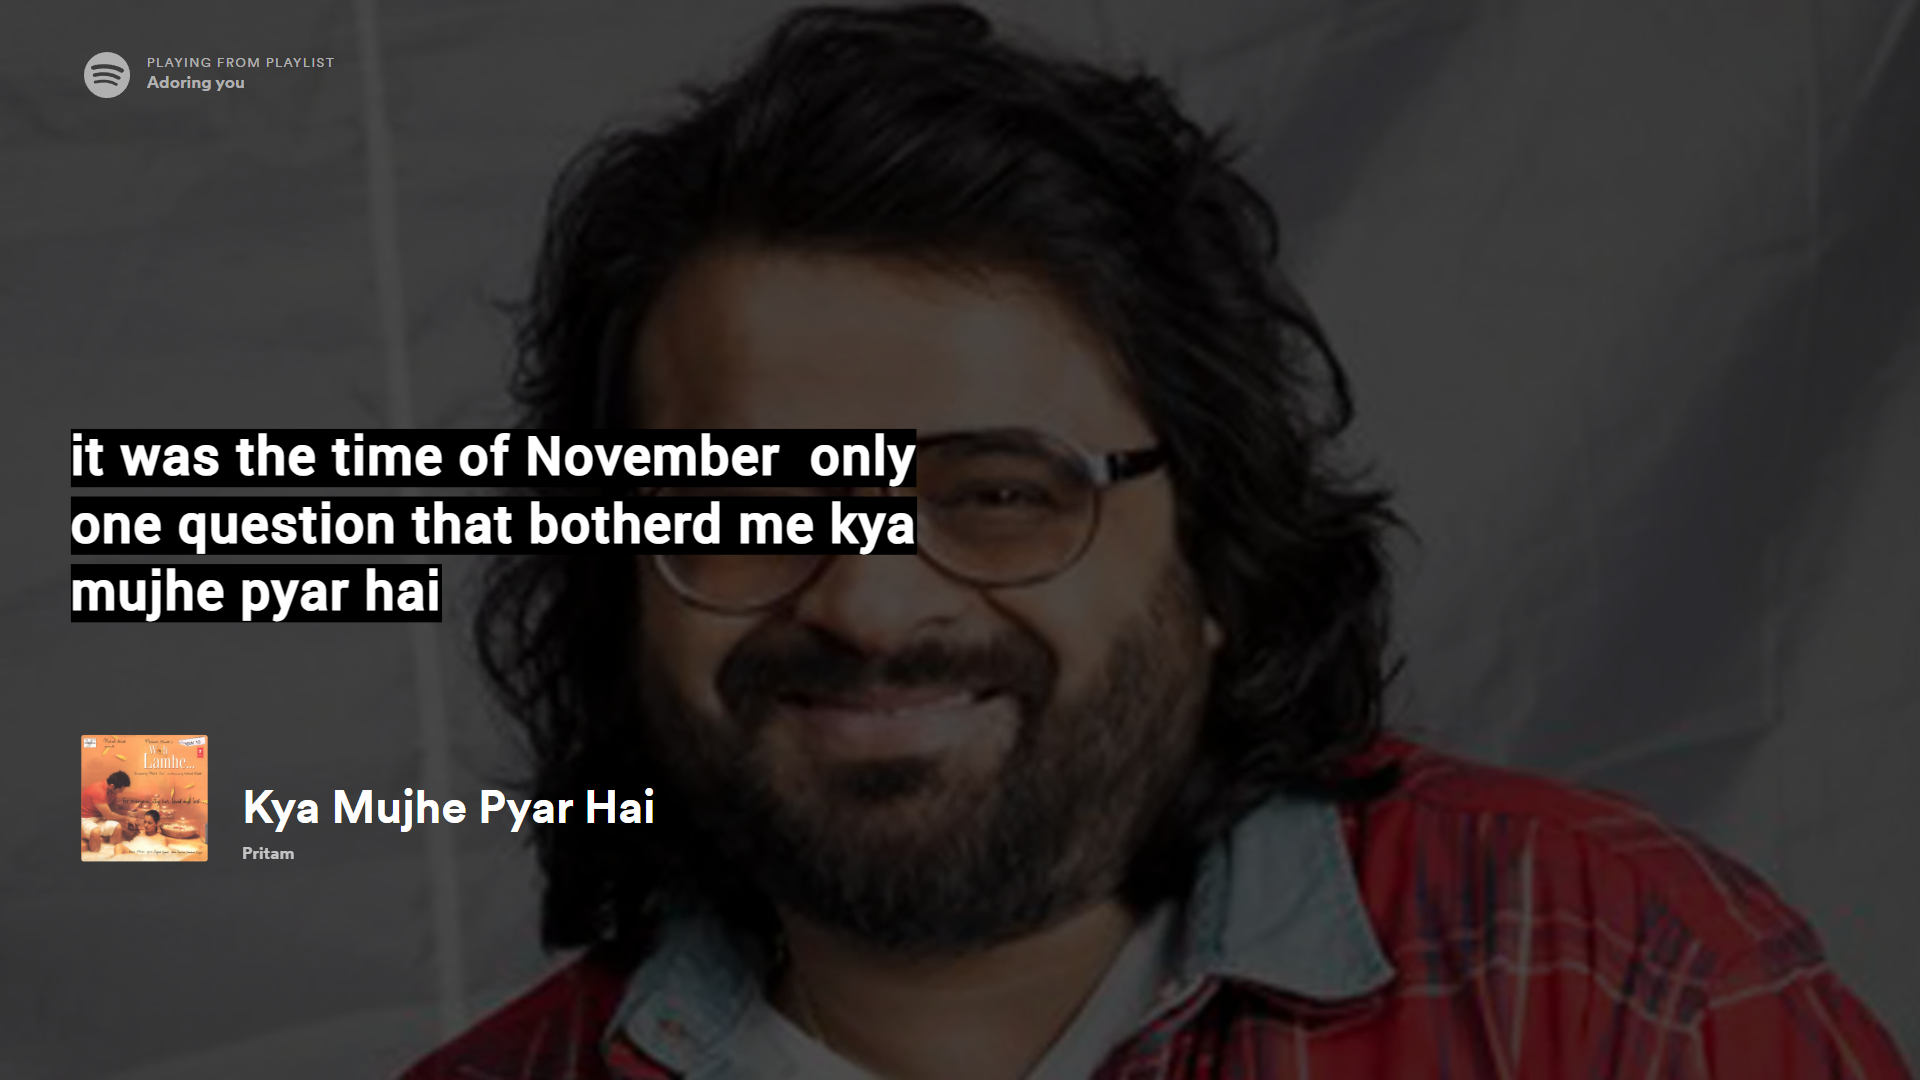 PLAYING FROM PLAYLIST
Adoring you
it was the time of November  only
one question that botherd me kya
mujhe pyar hai
Woh
Lamhe...
Kya Mujhe Pyar Hai
Pritam